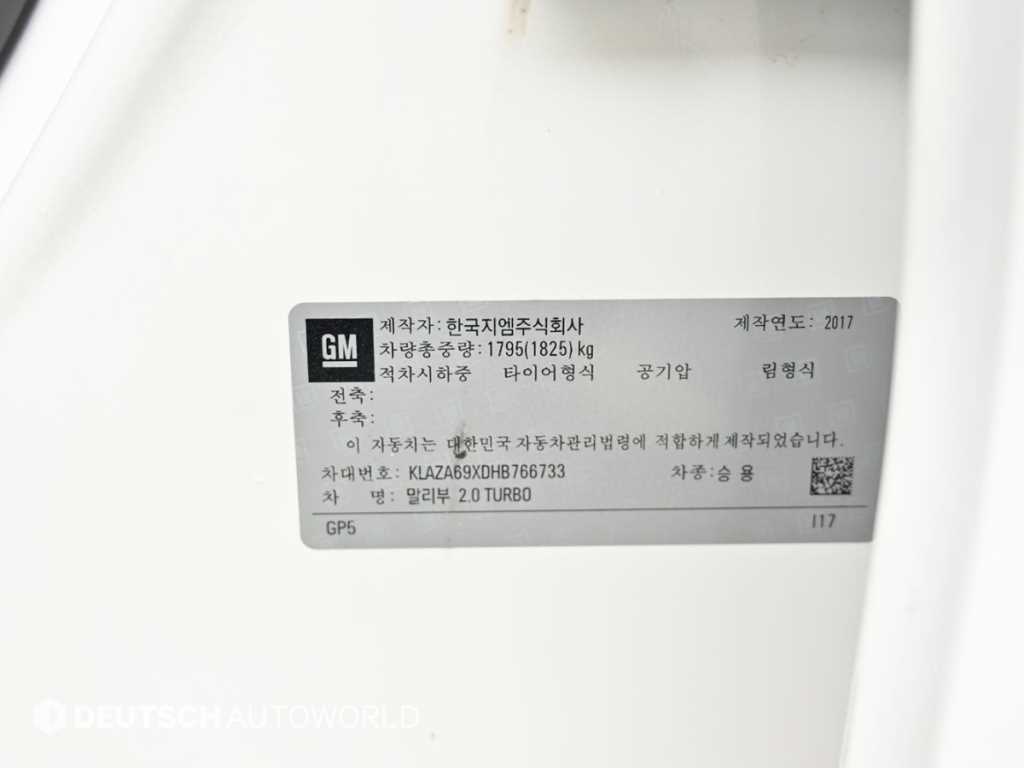 GM 제작자: 한국지엠주식회사 제작연도: 2017
차량총중량: 1795(1825) kg
적차시하중 타이어형식 공기압 림형식
전축:
후축:
이 자동차는 대한민국 자동차관리법령에 적합하게 제작되었습니다.
차대번호: KLAZA69XDHB766733 차종: 승 용
차 명: 말리부 2.0 TURBO
GP5 I17
DEUTSCH AUTOWORLD